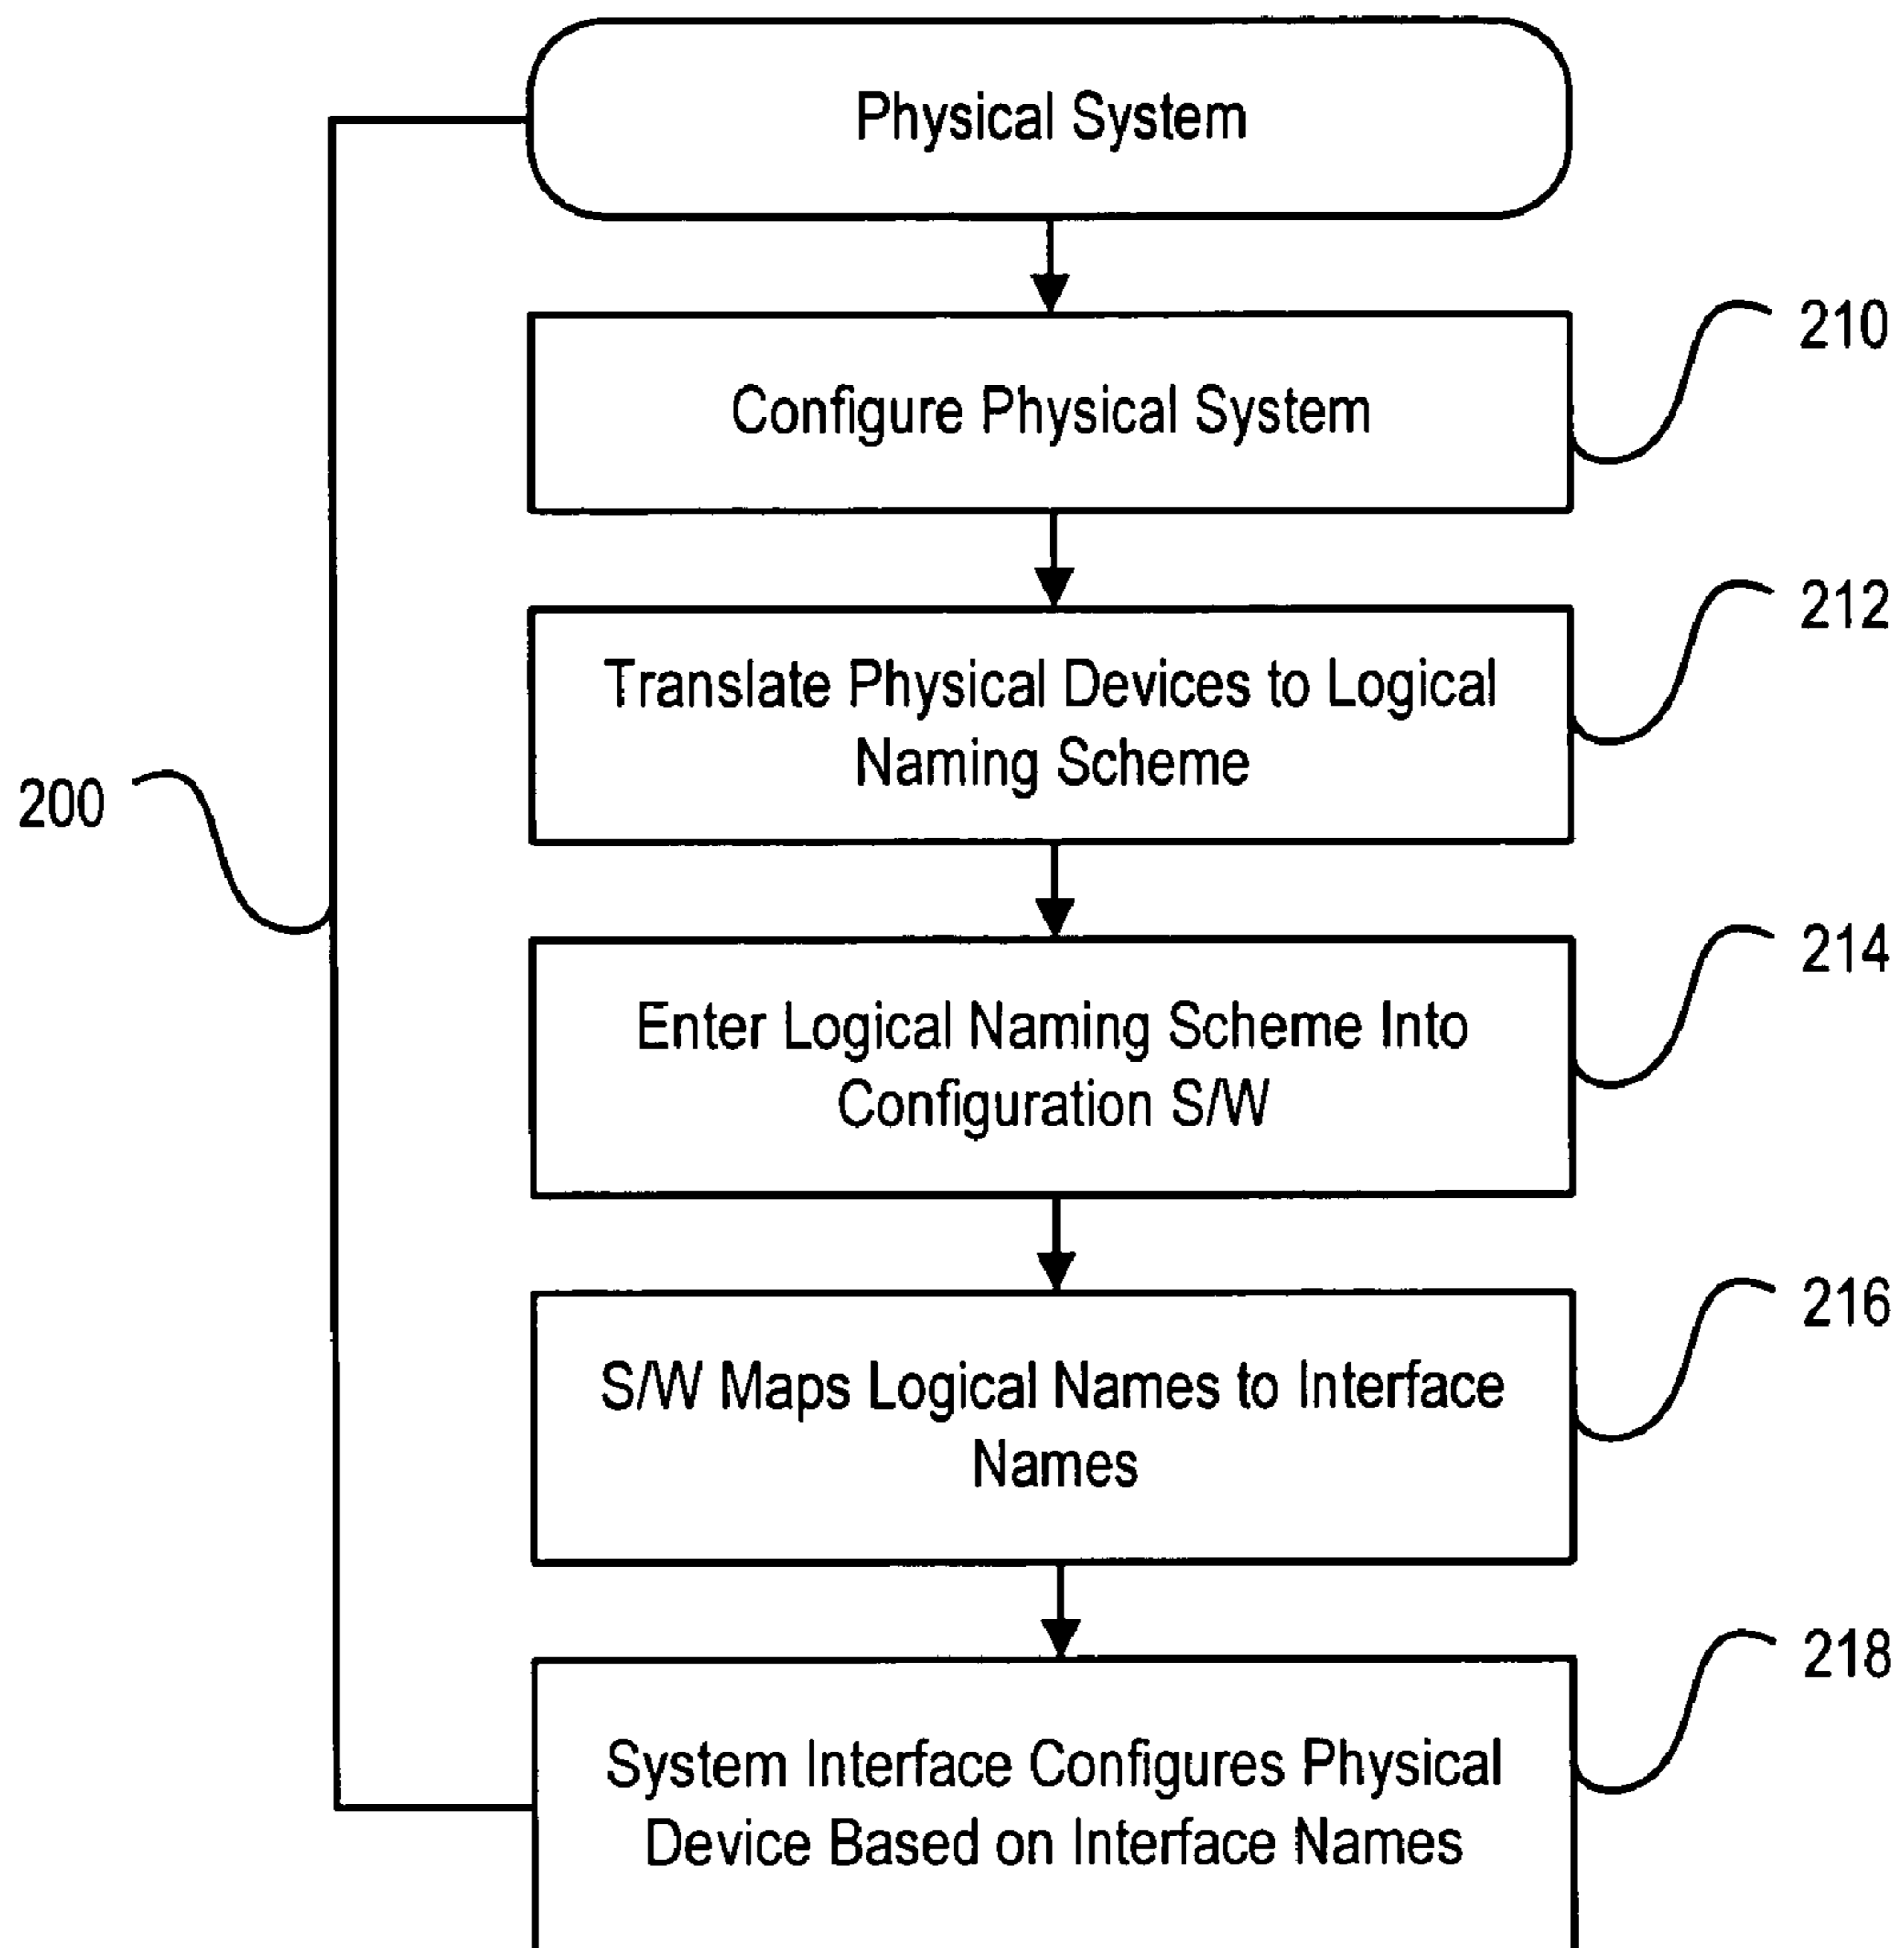 Physical System
210
Configure Physical System
212
Translate Physical Devices to Logical
Naming Scheme
200
214
Enter Logical Naming Scheme Into
Configuration S/W
216
S/W Maps Logical Names to Interface
Names
218
System Interface Configures Physical
Device Based on Interface Names